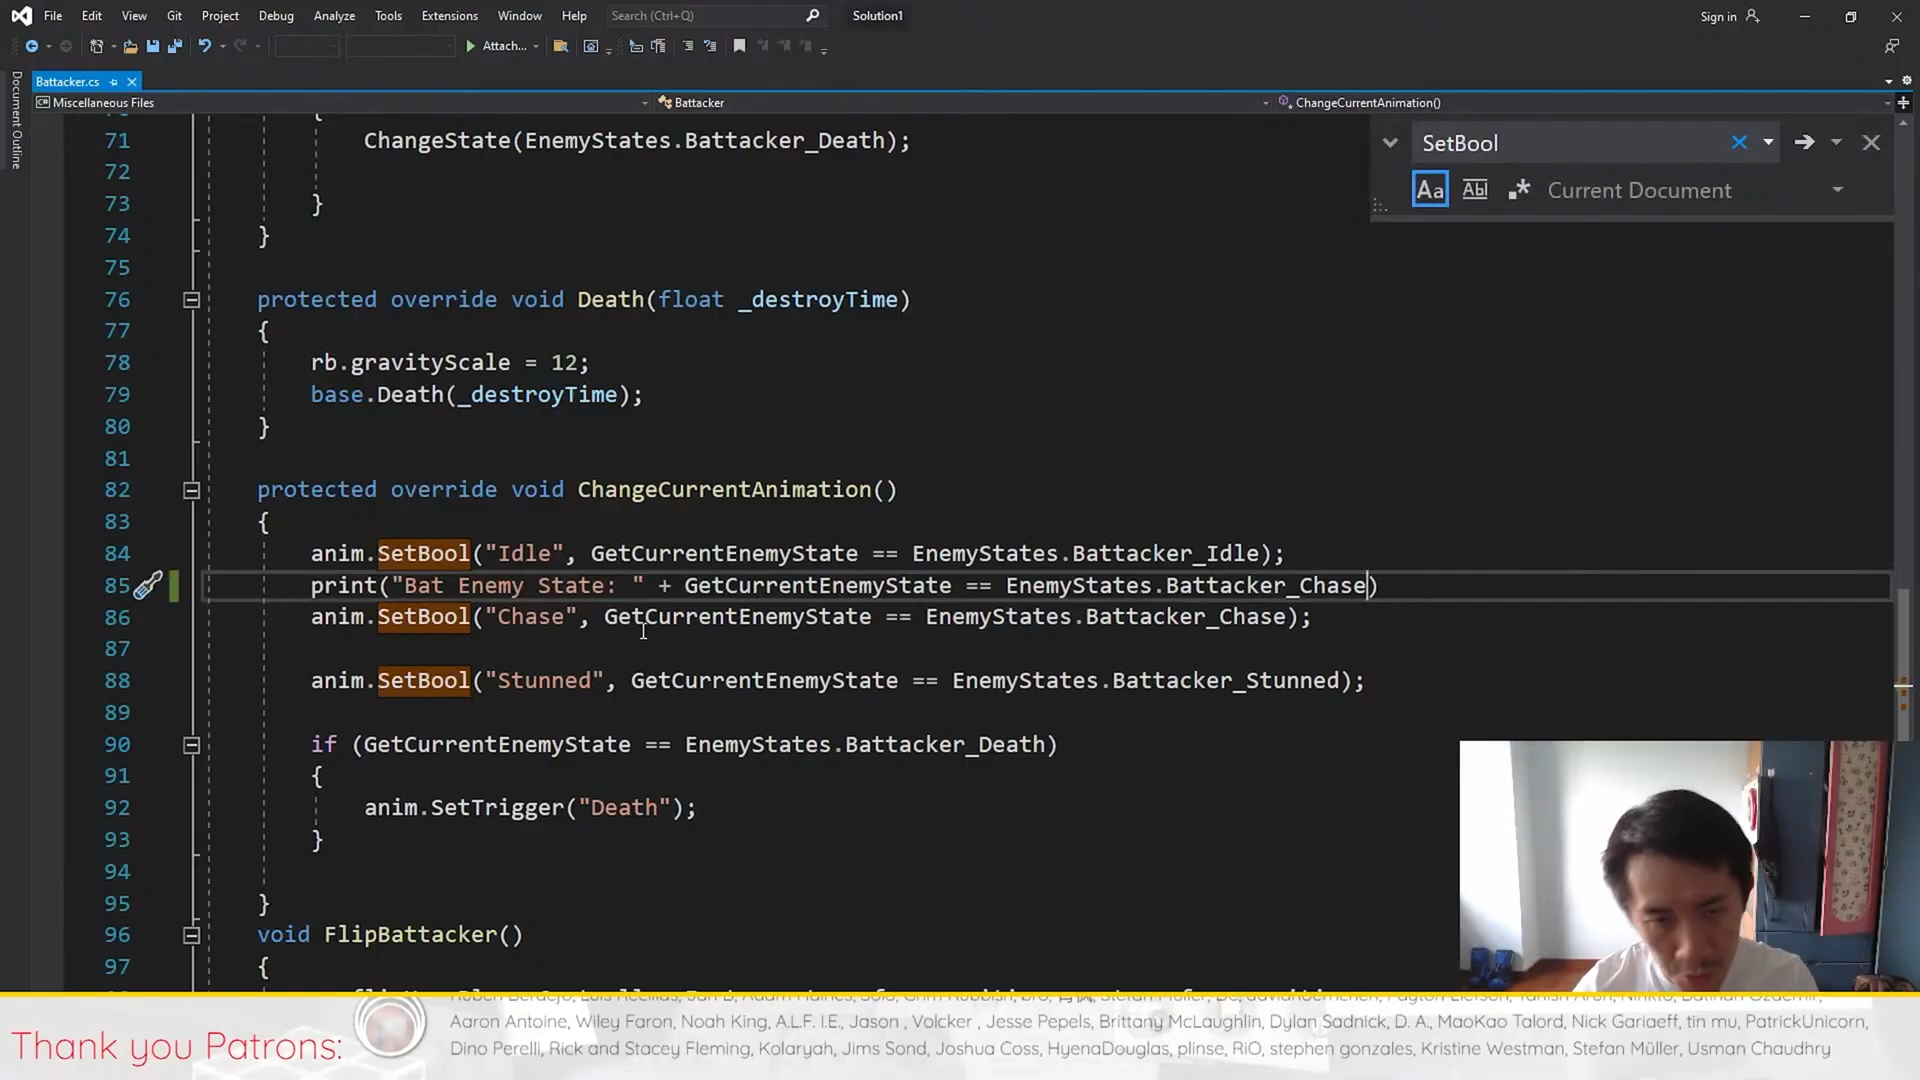 File Edit View Git Project Debug Analyze Tools Extensions Window Help Search (Ctrl+Q) Solution1 Sign in
Attach...
Battacker.cs
Miscellaneous Files Battacker ChangeCurrentAnimation()
Document Outline
SetBool
Aa Abl Current Document
71 ChangeState(EnemyStates.Battacker_Death);
72
73 }
74 }
75
76 protected override void Death(float _destroyTime)
77 {
78 rb.gravityScale = 12;
79 base.Death(_destroyTime);
80 }
81
82 protected override void ChangeCurrentAnimation()
83 {
84 anim.SetBool("Idle", GetCurrentEnemyState == EnemyStates.Battacker_Idle);
85 print("Bat Enemy State: " + GetCurrentEnemyState == EnemyStates.Battacker_Chase)
86 anim.SetBool("Chase", GetCurrentEnemyState == EnemyStates.Battacker_Chase);
87
88 anim.SetBool("Stunned", GetCurrentEnemyState == EnemyStates.Battacker_Stunned);
89
90 if (GetCurrentEnemyState == EnemyStates.Battacker_Death)
91 {
92 anim.SetTrigger("Death");
93 }
94
95 }
96 void FlipBattacker()
97 {
Thank you Patrons:
Aaron Antoine, Wiley Faron, Noah King, A.L.F. I.E., Jason , Volcker , Jesse Pepels, Brittany McLaughlin, Dylan Sadnick, D. A., MaoKao Talord, Nick Gariaeff, tin mu, PatrickUnicorn,
Dino Perelli, Rick and Stacey Fleming, Kolaryah, Jims Sond, Joshua Coss, HyenaDouglas, plinse, RiO, stephen gonzales, Kristine Westman, Stefan Müller, Usman Chaudhry